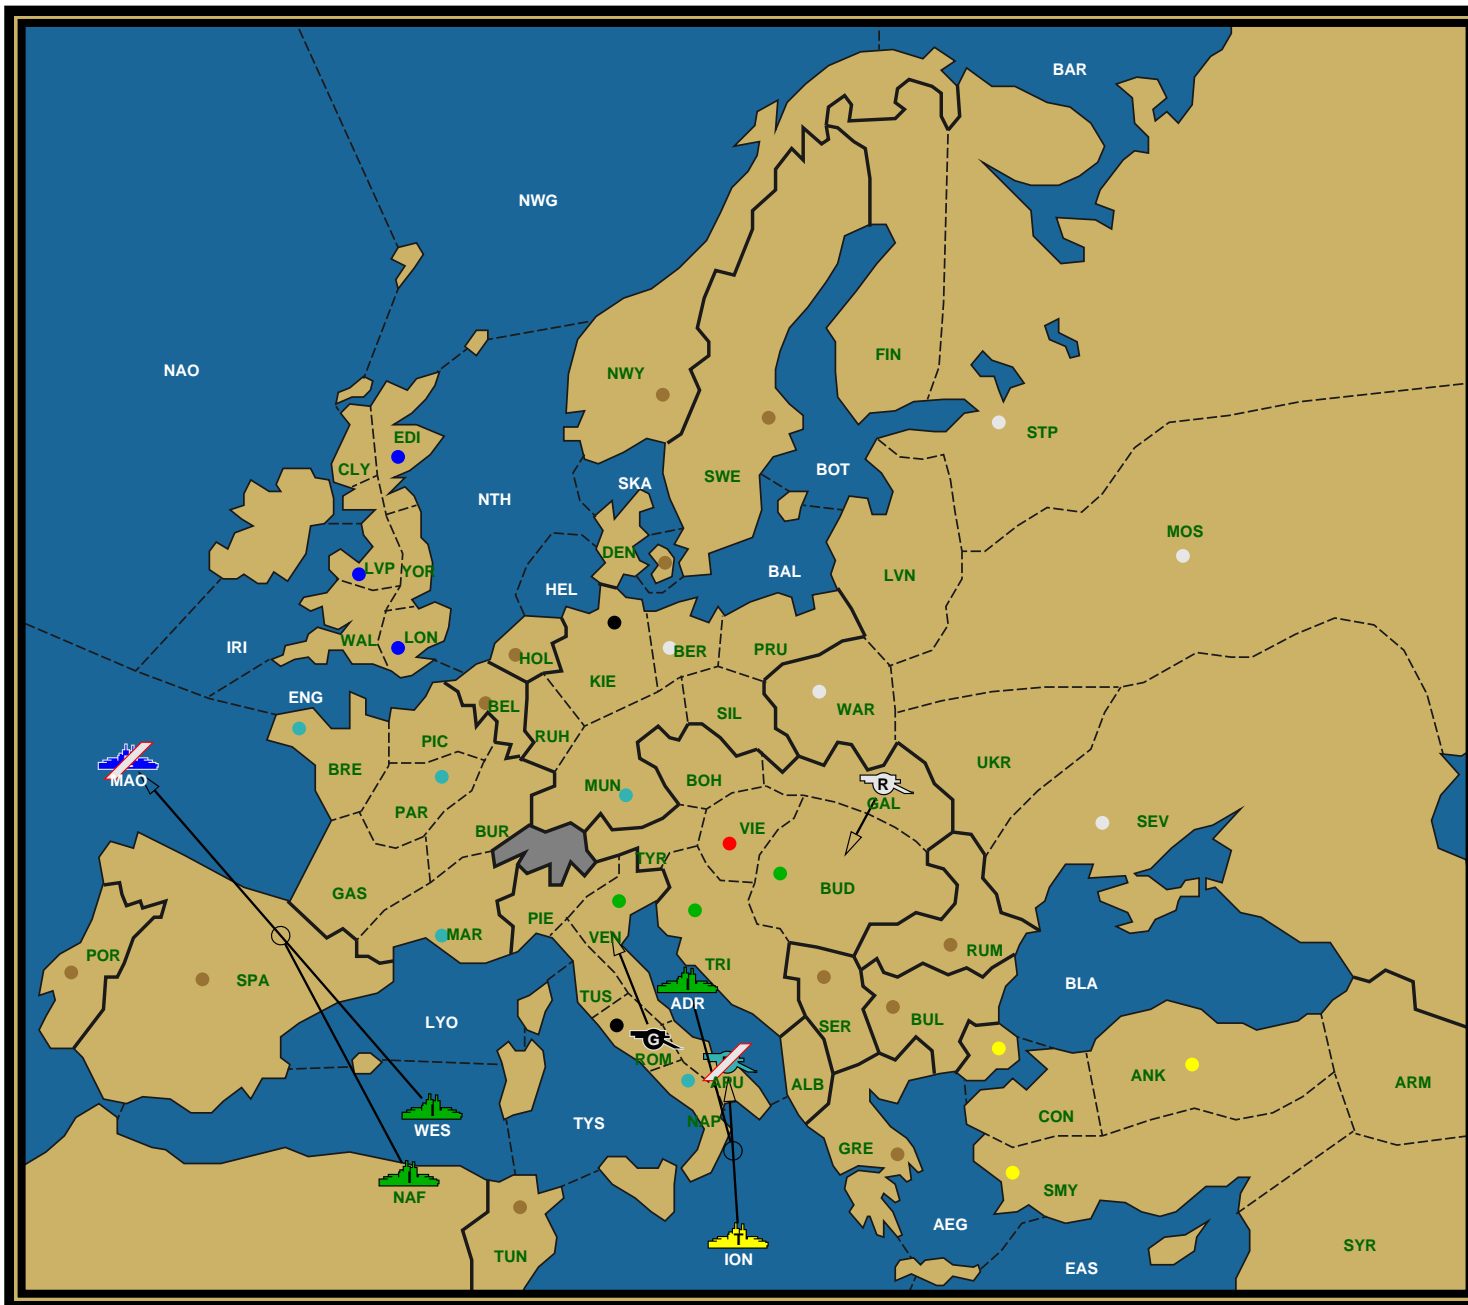 BAR
NWG
NAO
FIN
NWY
STP
EDI
CLY
BOT
SWE
SKA
NTH
MOS
DEN
LVP
YOR
BAL
LVN
HEL
IRI
WAL
LON
HOL
BER
PRU
KIE
ENG
BEL
WAR
SIL
PIC
RUH
UKR
BRE
MAO
BOH
MUN
R
GAL
PAR
SEV
VIE
BUR
TYR
BUD
GAS
PIE
MAR
VEN
POR
RUM
SPA
TRI
BLA
TUS
I
ADR
LYO
BUL
SER
G
ROM
ANK
APU
ALB
ARM
I
WES
CON
TYS
NAP
GRE
I
NAF
SMY
AEG
T
ION
SYR
TUN
EAS